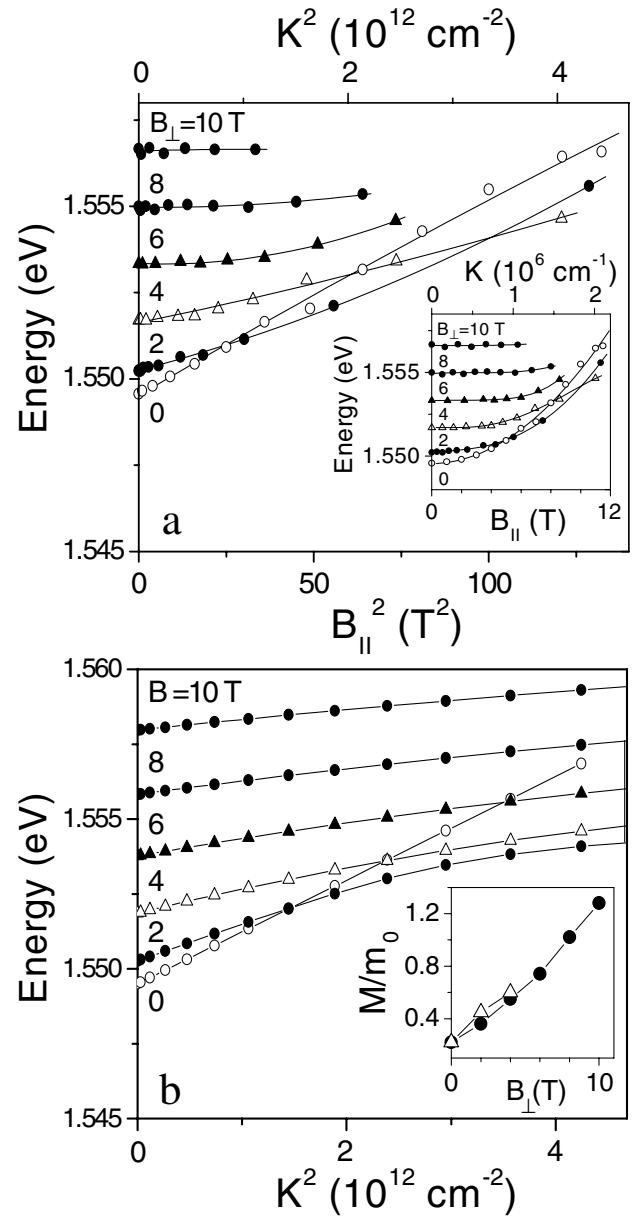 K² (10¹² cm⁻²)
0 2 4
B⊥=10 T
8
6
4
2
0
1.555
1.550
1.545
Energy (eV)
a
0 50 100
B||² (T²)
K (10⁶ cm⁻¹)
0 1 2
B⊥=10 T
8
6
4
2
0
1.555
1.550
Energy (eV)
0 12
B|| (T)
1.560
1.555
1.550
1.545
Energy (eV)
B=10 T
8
6
4
2
0
b
1.2
0.8
0.4
M/m₀
0 10
B⊥(T)
0 2 4
K² (10¹² cm⁻²)